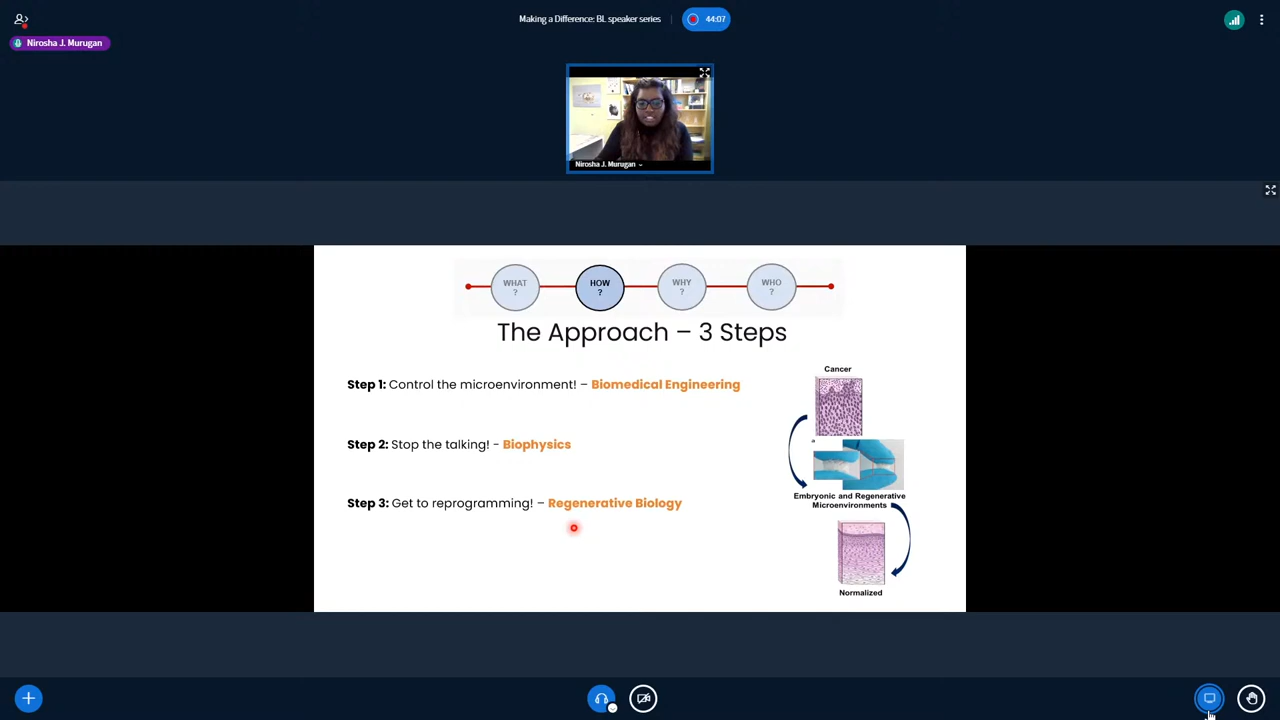 Making a Difference: BL speaker series
44:07
Nirosha J. Murugan
Nirosha J. Murugan
WHAT
?
HOW
?
WHY
?
WHO
?
The Approach – 3 Steps
Step 1: Control the microenvironment! – Biomedical Engineering
Step 2: Stop the talking! - Biophysics
Step 3: Get to reprogramming! – Regenerative Biology
Cancer
a
Embryonic and Regenerative
Microenvironments
Normalized